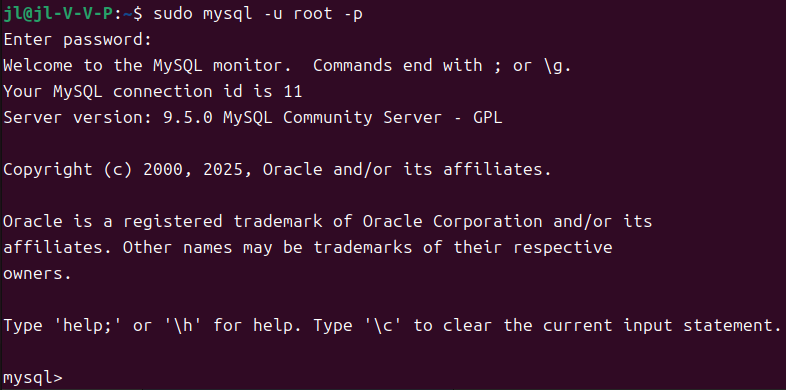 jl@jl-V-V-P:~$ sudo mysql -u root -p
Enter password:
Welcome to the MySQL monitor.  Commands end with ; or \g.
Your MySQL connection id is 11
Server version: 9.5.0 MySQL Community Server - GPL
Copyright (c) 2000, 2025, Oracle and/or its affiliates.
Oracle is a registered trademark of Oracle Corporation and/or its
affiliates. Other names may be trademarks of their respective
owners.
Type 'help;' or '\h' for help. Type '\c' to clear the current input statement.
mysql>